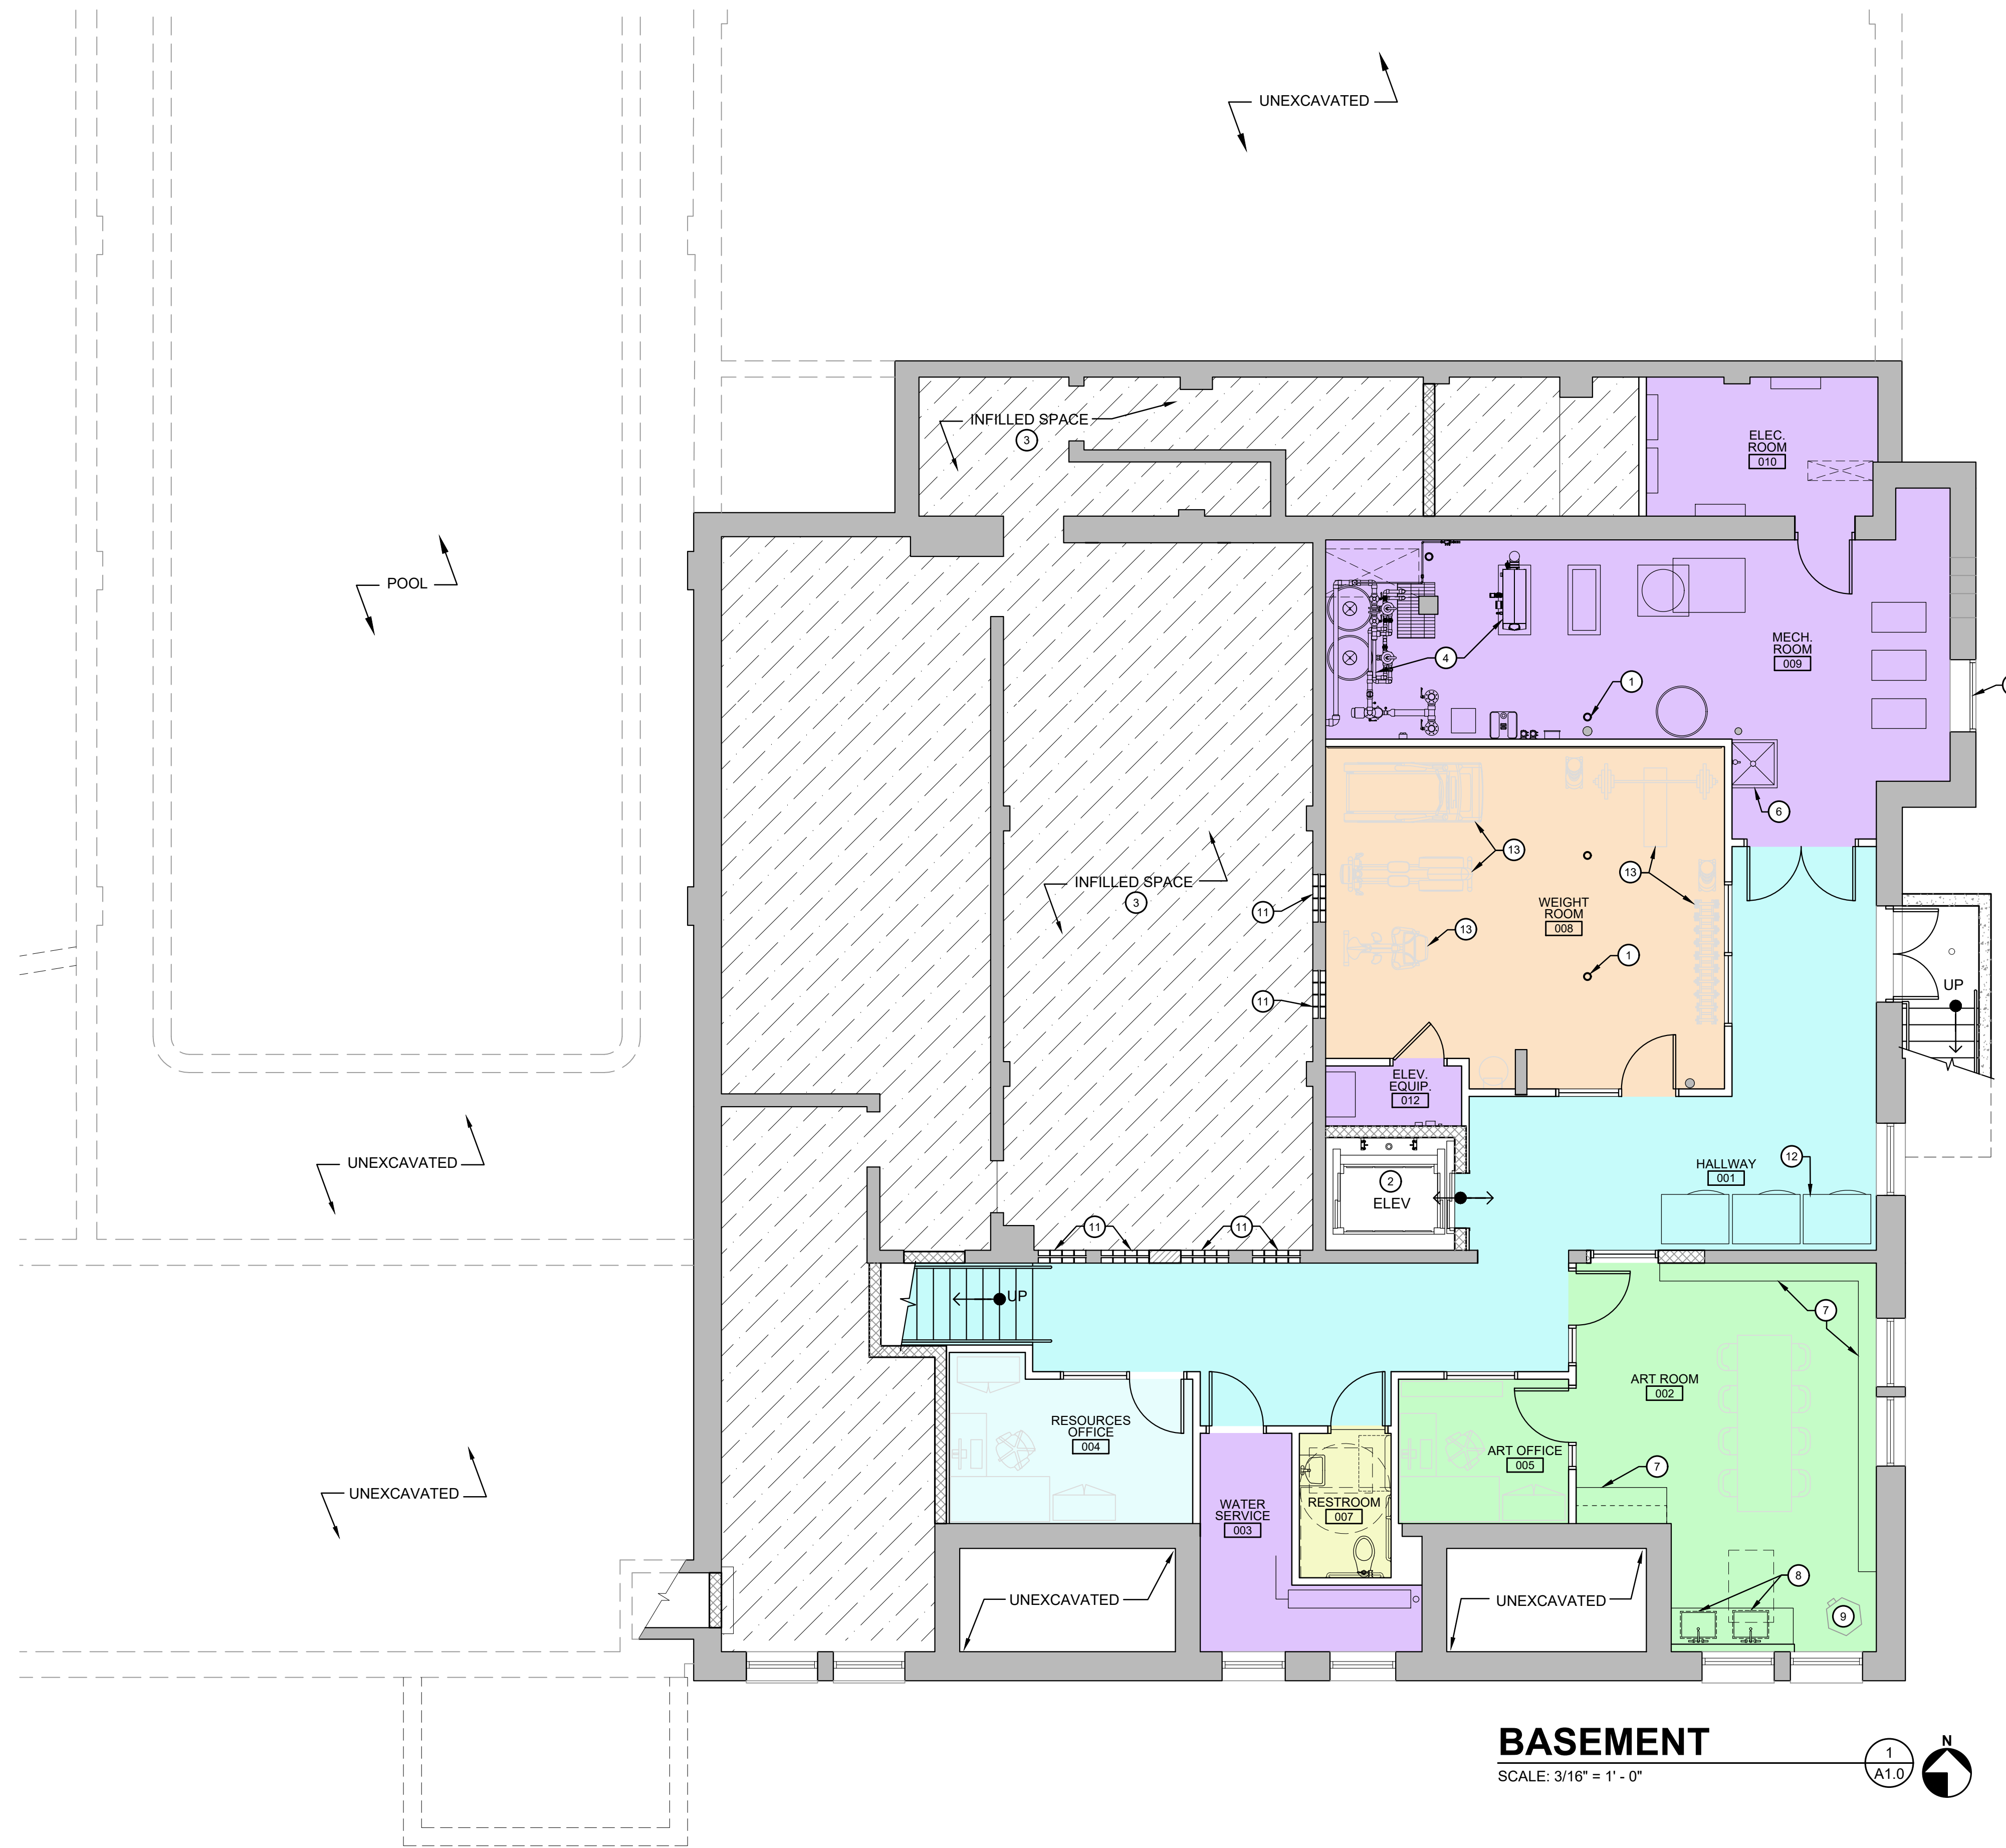 UNEXCAVATED
INFILLED SPACE
3
ELEC.
ROOM
010
POOL
MECH.
ROOM
009
4
1
6
13
13
INFILLED SPACE
3
11
WEIGHT
ROOM
008
13
1
11
UP
ELEV.
EQUIP.
012
UNEXCAVATED
2
ELEV
HALLWAY
001
12
11
11
UP
7
RESOURCES
OFFICE
004
ART ROOM
002
ART OFFICE
005
7
UNEXCAVATED
WATER
SERVICE
003
RESTROOM
007
8
UNEXCAVATED
UNEXCAVATED
9
BASEMENT
SCALE: 3/16" = 1' - 0"
1
A1.0
N